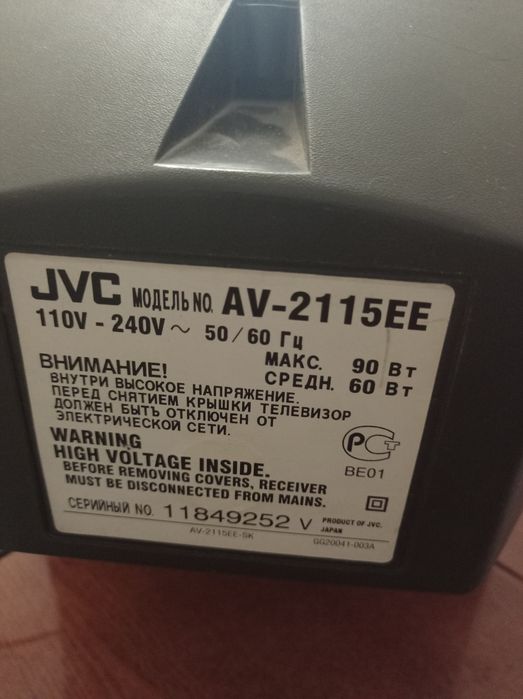 JVC МОДЕЛЬ NO. AV-2115EE
110V - 240V ~ 50/60 Гц
МАКС. 90 Вт
СРЕДН. 60 Вт
ВНИМАНИЕ!
ВНУТРИ ВЫСОКОЕ НАПРЯЖЕНИЕ.
ПЕРЕД СНЯТИЕМ КРЫШКИ ТЕЛЕВИЗОР
ДОЛЖЕН БЫТЬ ОТКЛЮЧЕН ОТ
ЭЛЕКТРИЧЕСКОЙ СЕТИ.
WARNING
HIGH VOLTAGE INSIDE.
BEFORE REMOVING COVERS, RECEIVER
MUST BE DISCONNECTED FROM MAINS.
РСТ
BE01
СЕРИЙНЫЙ NO. 11849252 V
PRODUCT OF JVC.
JAPAN
AV-2115EE-SK
GG20041-003A